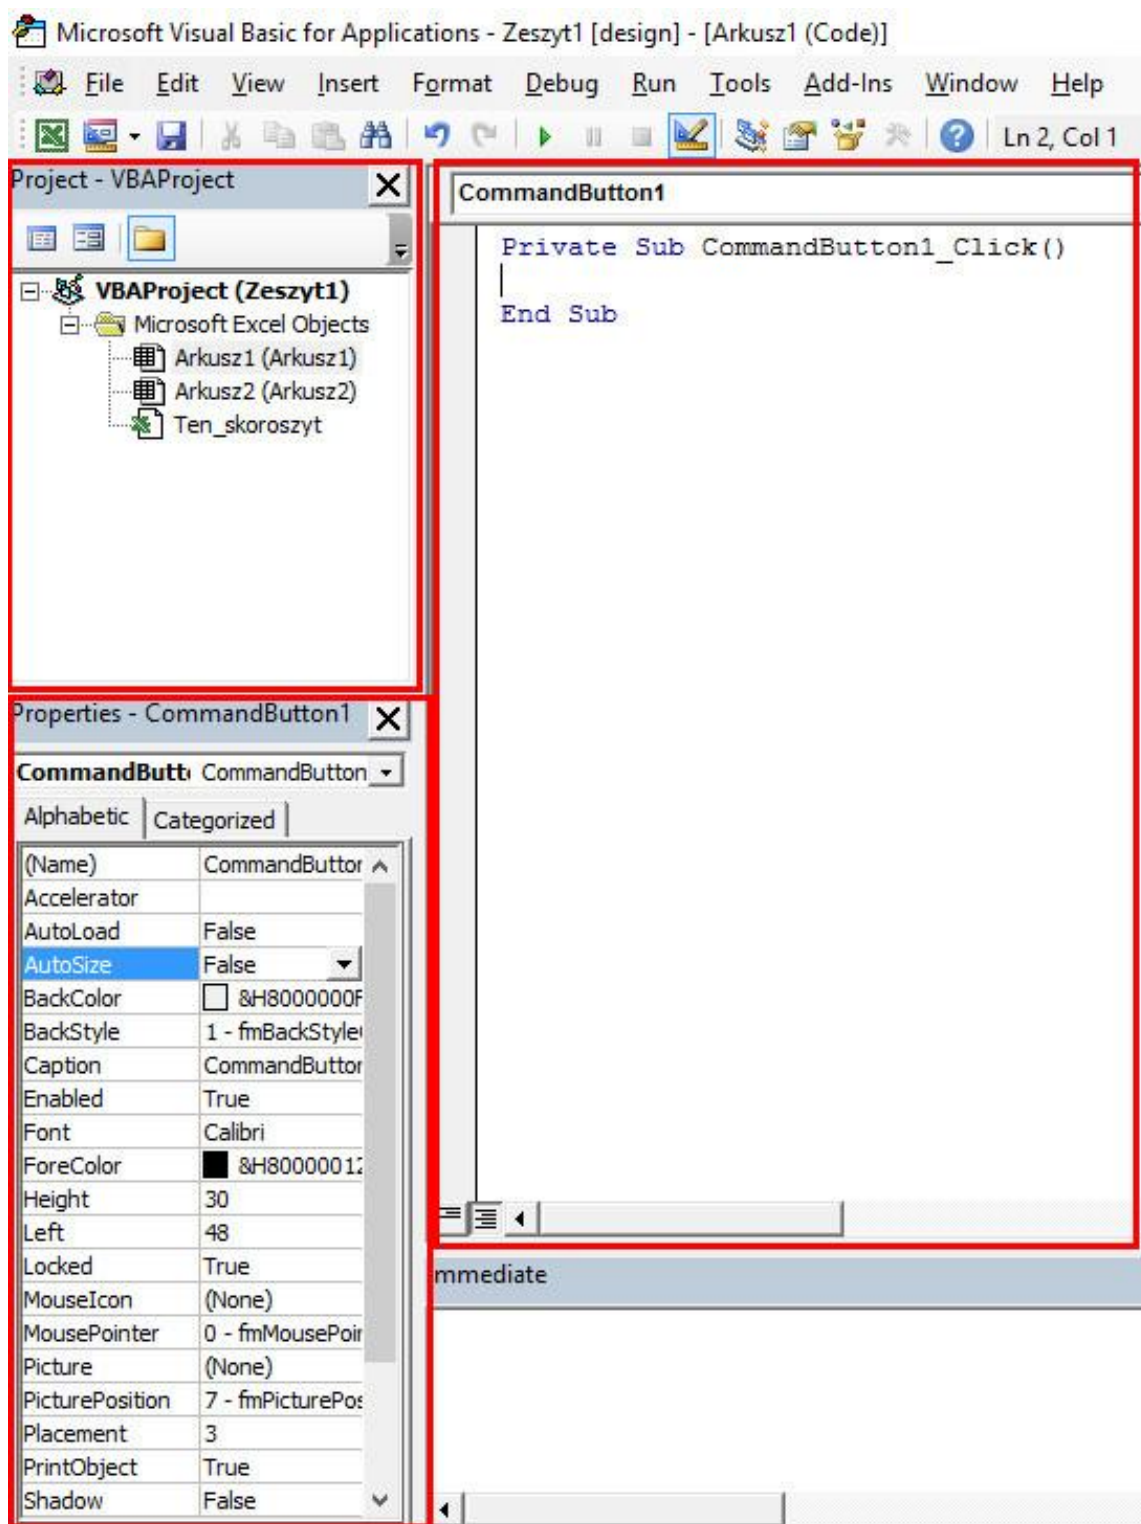 Microsoft Visual Basic for Applications - Zeszyt1 [design] - [Arkusz1 (Code)]
File Edit View Insert Format Debug Run Tools Add-Ins Window Help
Ln 2, Col 1
Project - VBAProject
VBAProject (Zeszyt1)
Microsoft Excel Objects
Arkusz1 (Arkusz1)
Arkusz2 (Arkusz2)
Ten_skoroszyt
CommandButton1
Private Sub CommandButton1_Click()
End Sub
Properties - CommandButton1
CommandButt CommandButton
Alphabetic Categorized
(Name) CommandButtor
Accelerator
AutoLoad False
AutoSize False
BackColor &H8000000F
BackStyle 1 - fmBackStyle
Caption CommandButtor
Enabled True
Font Calibri
ForeColor &H80000012
Height 30
Left 48
Locked True
MouseIcon (None)
MousePointer 0 - fmMousePoir
Picture (None)
PicturePosition 7 - fmPicturePos
Placement 3
PrintObject True
Shadow False
mmediate